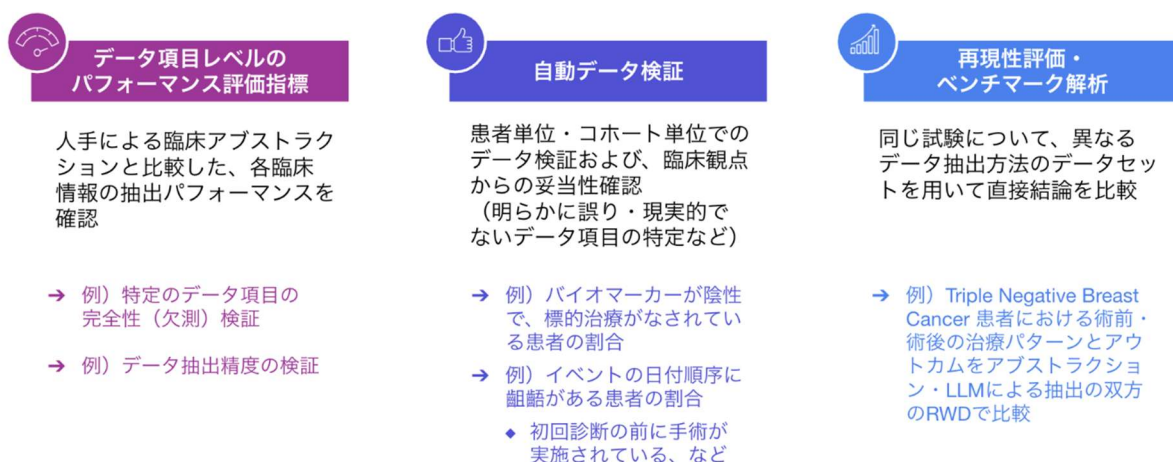 データ項目レベルの
パフォーマンス評価指標
人手による臨床アブストラク
ションと比較した、各臨床
情報の抽出パフォーマンスを
確認
→ 例）特定のデータ項目の
完全性（欠測）検証
→ 例）データ抽出精度の検証
自動データ検証
患者単位・コホート単位での
データ検証および、臨床観点
からの妥当性確認
（明らかに誤り・現実的で
ないデータ項目の特定など）
→ 例）バイオマーカーが陰性
で、標的治療がなされてい
る患者の割合
→ 例）イベントの日付順序に
齟齬がある患者の割合
◆ 初回診断の前に手術が
実施されている、など
再現性評価・
ベンチマーク解析
同じ試験について、異なる
データ抽出方法のデータセッ
トを用いて直接結論を比較
→ 例）Triple Negative Breast
Cancer 患者における術前・
術後の治療パターンとアウ
トカムをアブストラクショ
ン・LLMによる抽出の双方
のRWDで比較